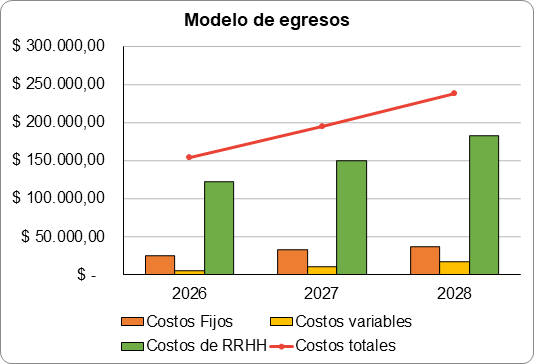 Modelo de egresos
$ 300.000,00
$ 250.000,00
$ 200.000,00
$ 150.000,00
$ 100.000,00
$ 50.000,00
$ -
2026 2027 2028
Costos Fijos Costos variables
Costos de RRHH Costos totales